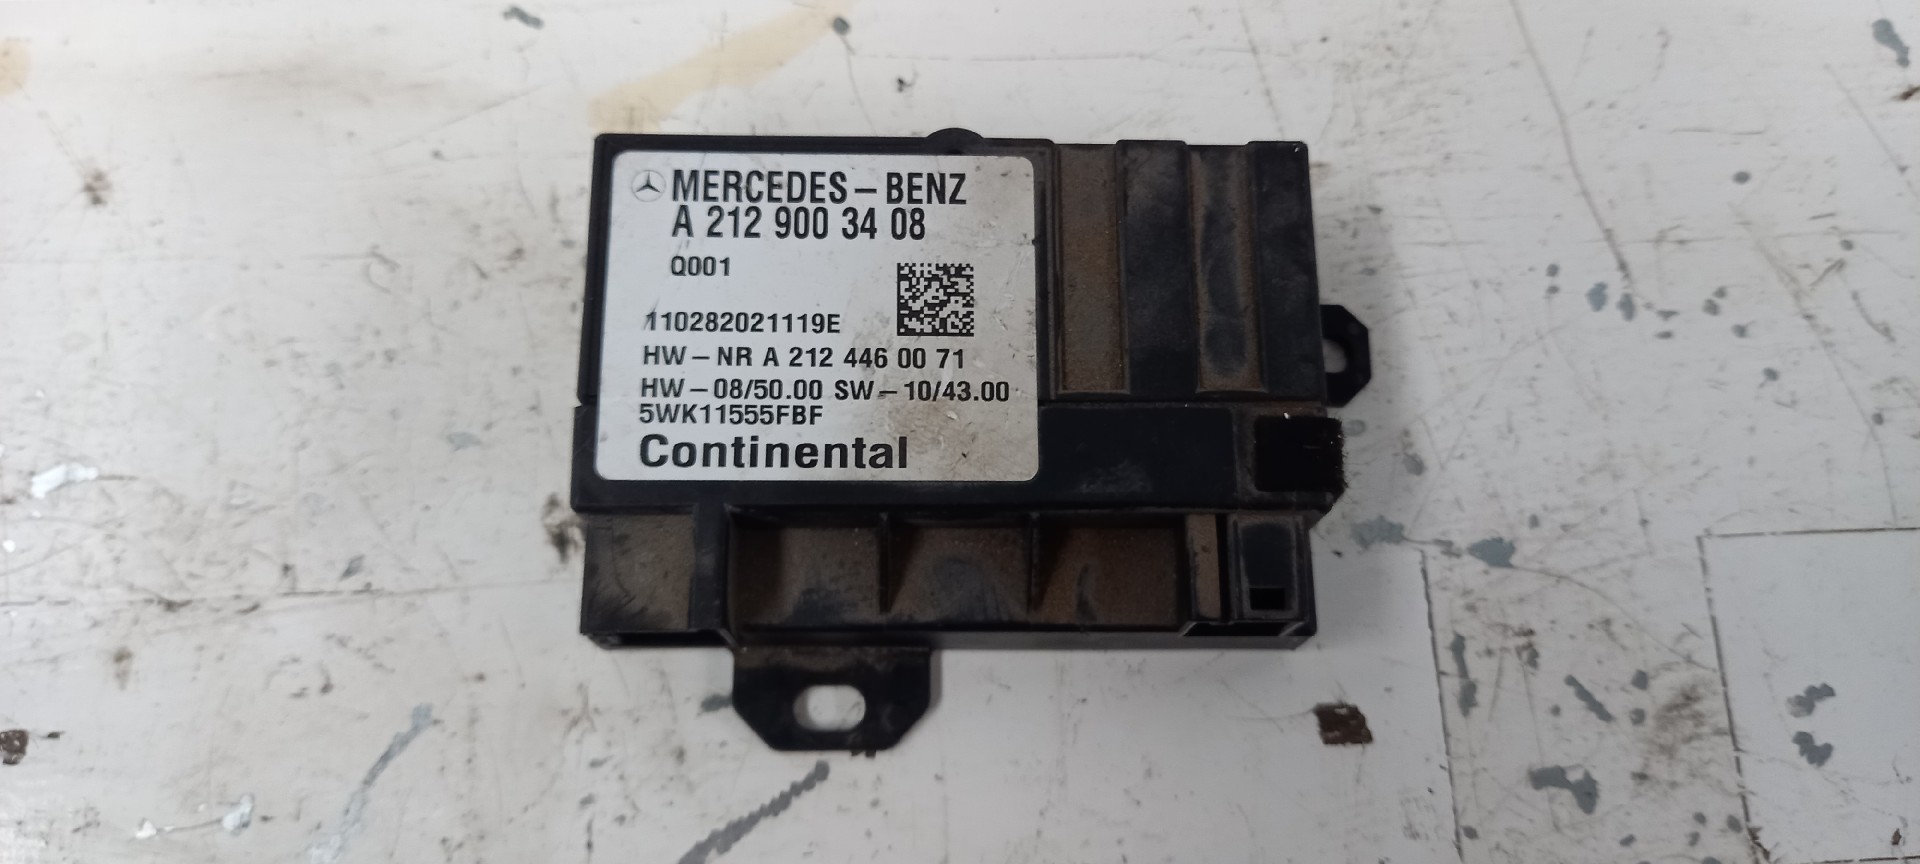 MERCEDES-BENZ
A 212 900 34 08
Q001
110282021119E
HW-NR A 212 446 00 71
HW-08/50.00 SW-10/43.00
5WK11555FBF
Continental